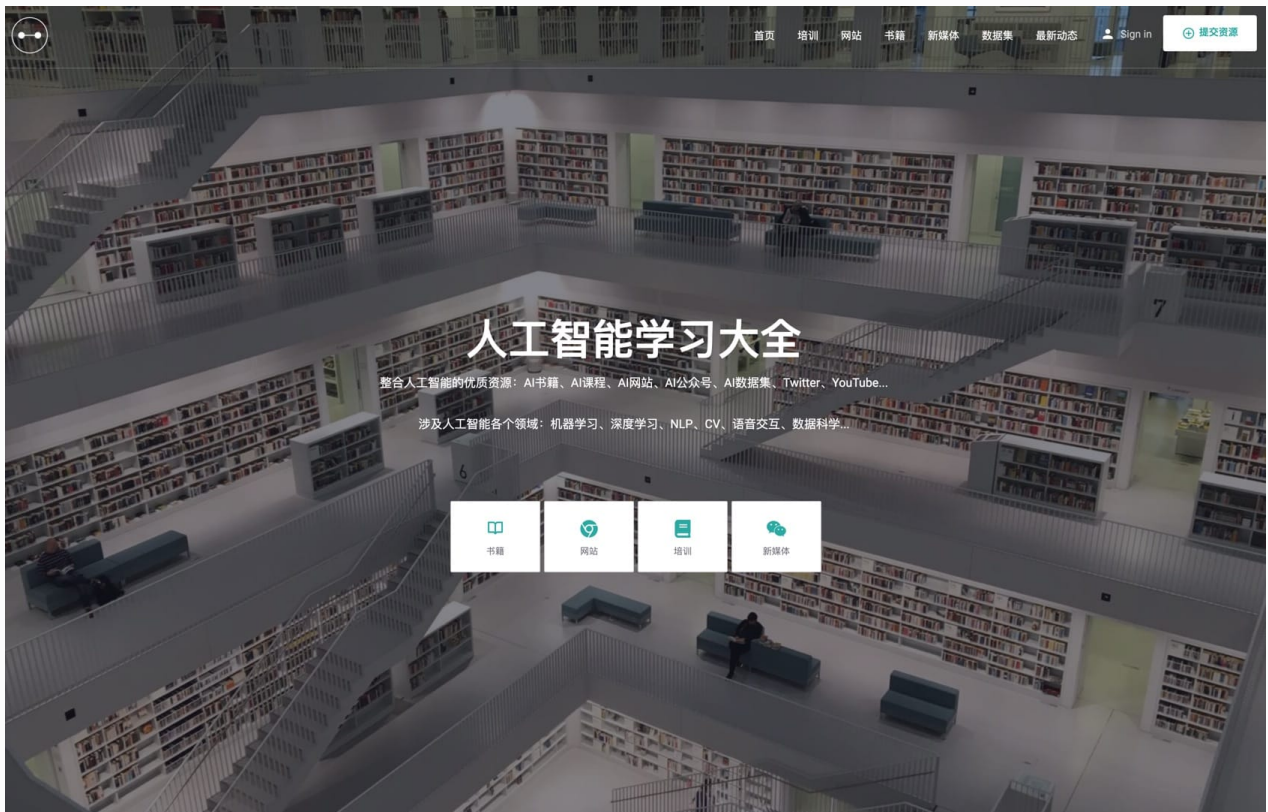 首页 培训 网站 书籍 新媒体 数据集 最新动态 Sign in 提交资源
7
人工智能学习大全
整合人工智能的优质资源：AI书籍、AI课程、AI网站、AI公众号、AI数据集、Twitter、YouTube...
涉及人工智能各个领域：机器学习、深度学习、NLP、CV、语音交互、数据科学...
6
书籍 网站 培训 新媒体